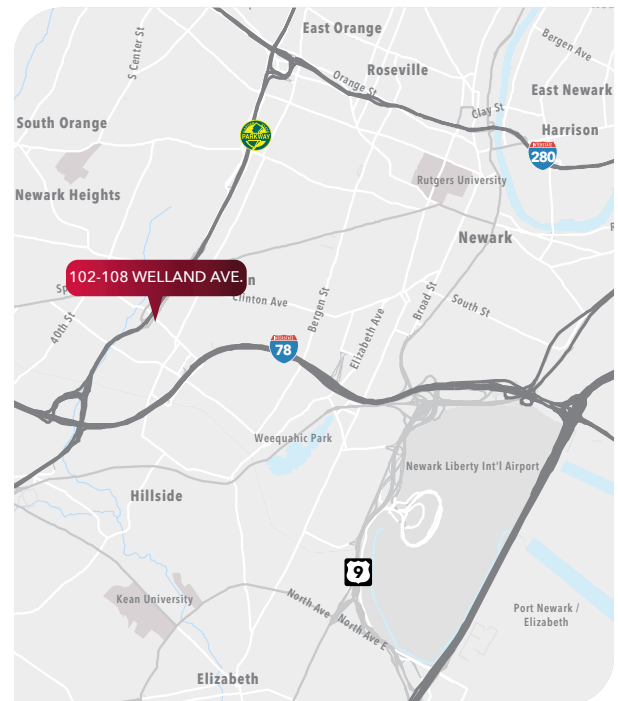 East Orange
S Center St
Bergen Ave
Roseville
Orange St
East Newark
Clay St
South Orange
Harrison
PARKWAY
280
Rutgers University
Newark Heights
Newark
102-108 WELLAND AVE.
Clinton Ave
Bergen St
Broad St
South St
40th St
Elizabeth Ave
78
Weequahic Park
Newark Liberty Int'l Airport
Hillside
9
Kean University
North Ave
North Ave E
Port Newark /
Elizabeth
Elizabeth